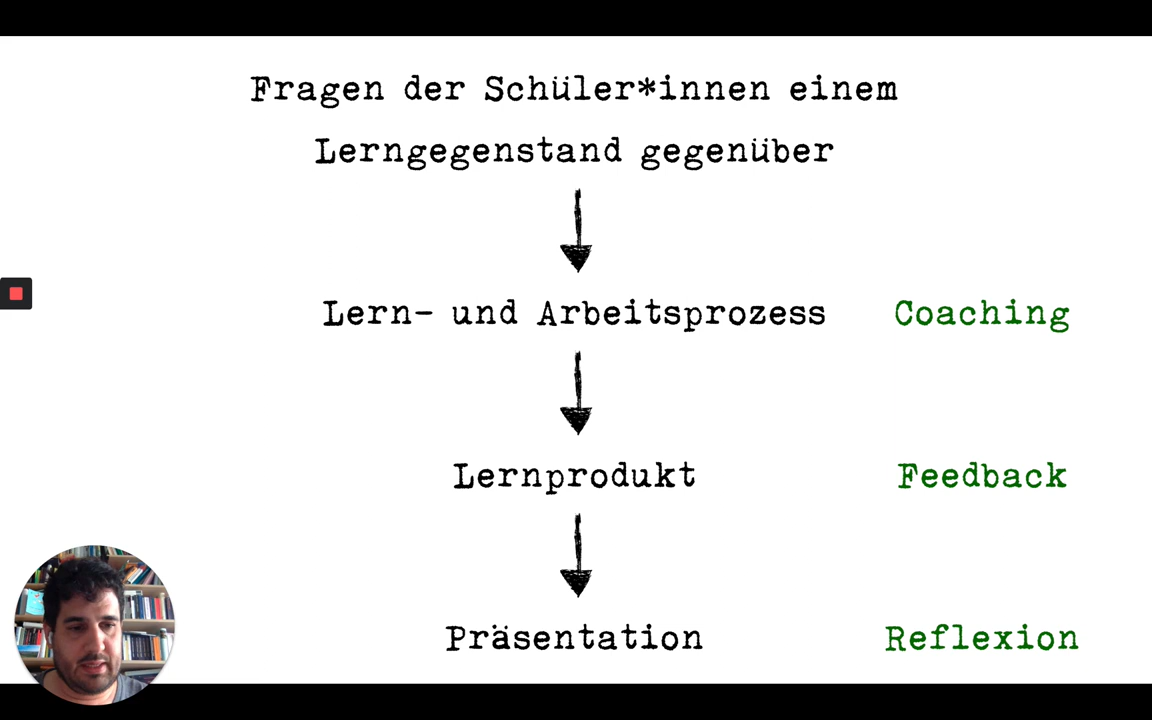 Fragen der Schüler*innen einem
Lerngegenstand gegenüber
Lern- und Arbeitsprozess
Coaching
Lernprodukt
Feedback
Präsentation
Reflexion